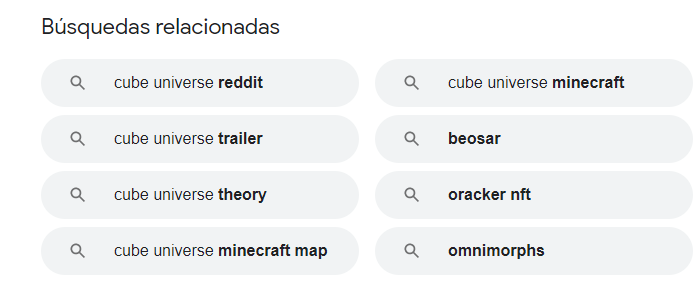 Búsquedas relacionadas
cube universe reddit
cube universe minecraft
cube universe trailer
beosar
cube universe theory
oracker nft
cube universe minecraft map
omnimorphs